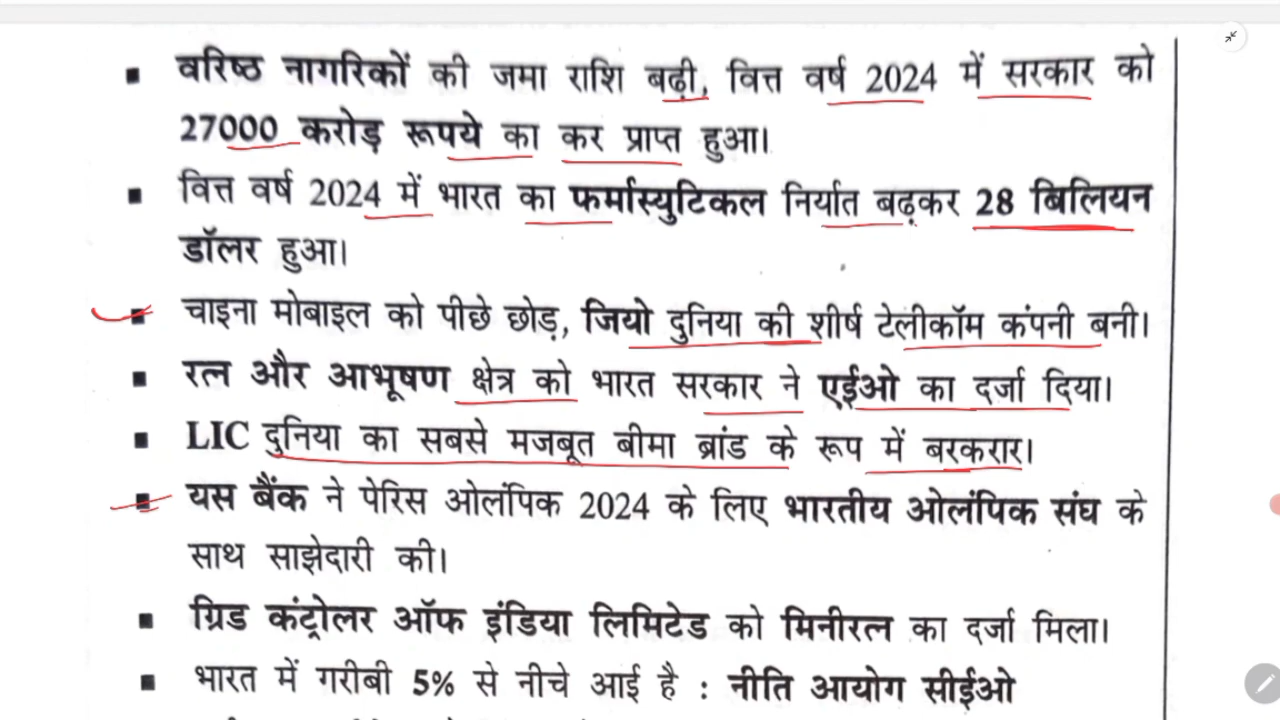 ▪ वरिष्ठ नागरिकों की जमा राशि बढ़ी, वित्त वर्ष 2024 में सरकार को
27000 करोड़ रूपये का कर प्राप्त हुआ।
▪ वित्त वर्ष 2024 में भारत का फर्मास्युटिकल निर्यात बढ़कर 28 बिलियन
डॉलर हुआ।
▪ चाइना मोबाइल को पीछे छोड़, जियो दुनिया की शीर्ष टेलीकॉम कंपनी बनी।
▪ रत्न और आभूषण क्षेत्र को भारत सरकार ने एईओ का दर्जा दिया।
▪ LIC दुनिया का सबसे मजबूत बीमा ब्रांड के रूप में बरकरार।
▪ यस बैंक ने पेरिस ओलंपिक 2024 के लिए भारतीय ओलंपिक संघ के
साथ साझेदारी की।
▪ ग्रिड कंट्रोलर ऑफ इंडिया लिमिटेड को मिनीरत्न का दर्जा मिला।
▪ भारत में गरीबी 5% से नीचे आई है : नीति आयोग सीईओ